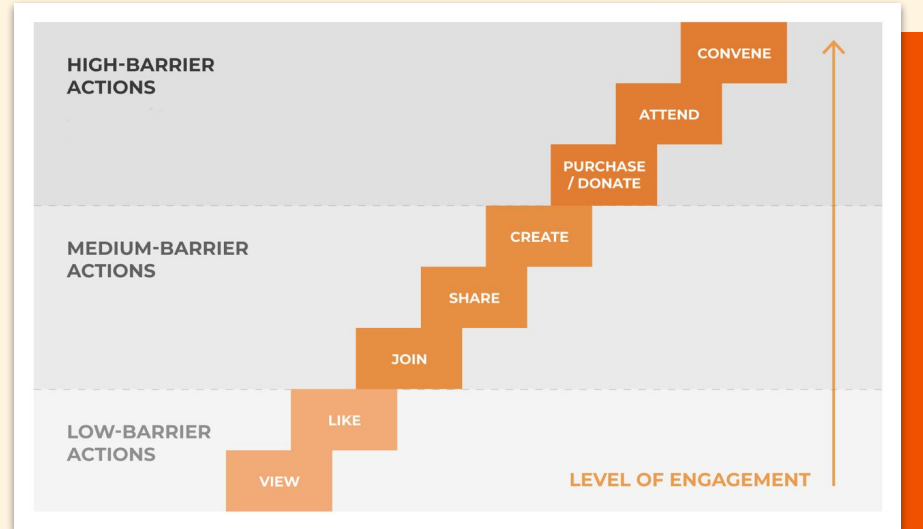 HIGH-BARRIER
ACTIONS
CONVENE
ATTEND
PURCHASE
/ DONATE
MEDIUM-BARRIER
ACTIONS
CREATE
SHARE
JOIN
LOW-BARRIER
ACTIONS
LIKE
VIEW
LEVEL OF ENGAGEMENT